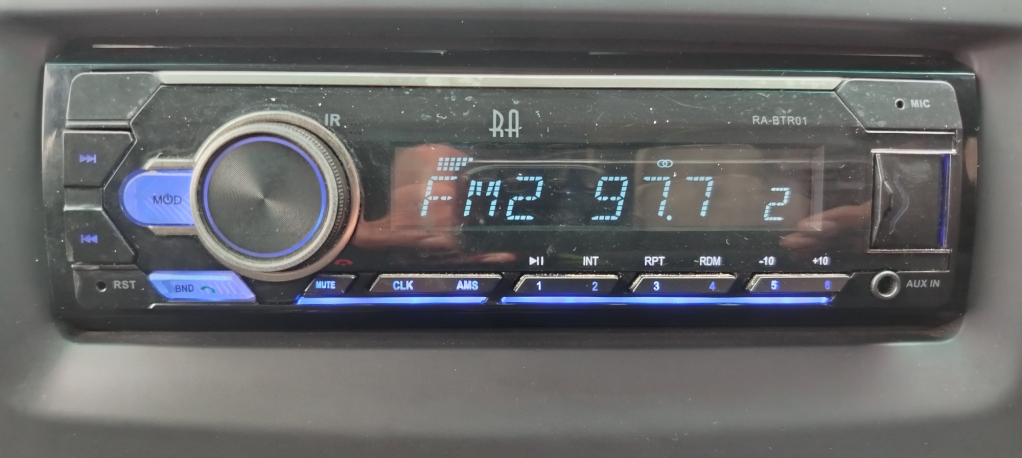 IR RA RA-BTR01 MIC
MOD
FM2 97.7 2
INT RPT RDM -10 +10
RST BND MUTE CLK AMS 1 2 3 4 5 6 AUX IN